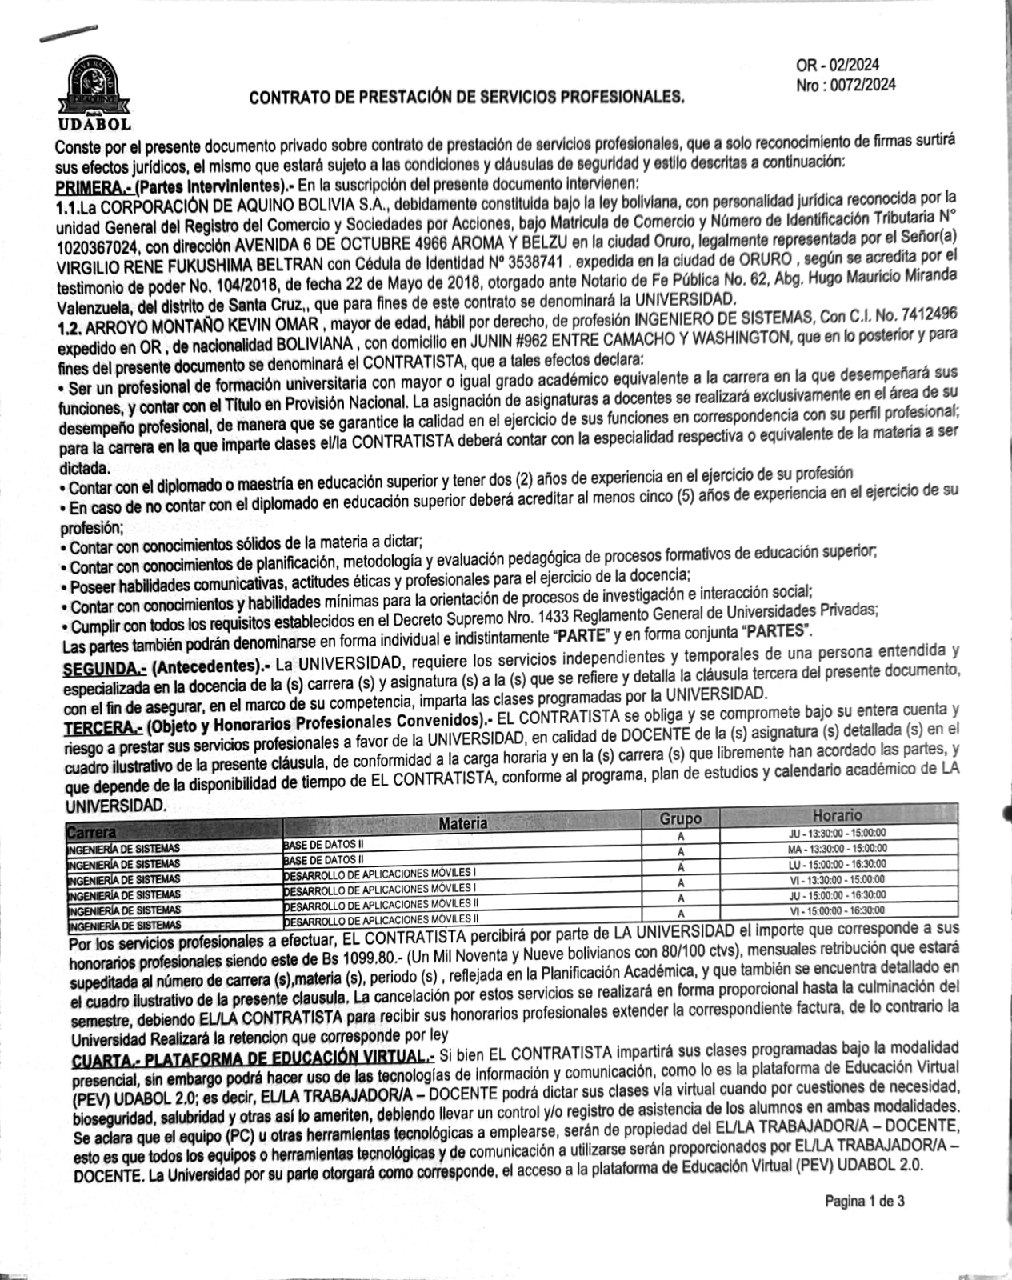 OR - 02/2024
Nro : 0072/2024
UDABOL
CONTRATO DE PRESTACIÓN DE SERVICIOS PROFESIONALES.
Conste por el presente documento privado sobre contrato de prestación de servicios profesionales, que a solo reconocimiento de firmas surtirá
sus efectos jurídicos, el mismo que estará sujeto a las condiciones y cláusulas de seguridad y estilo descritas a continuación:
PRIMERA.- (Partes Intervinientes).- En la suscripción del presente documento intervienen:
1.1.La CORPORACIÓN DE AQUINO BOLIVIA S.A., debidamente constituida bajo la ley boliviana, con personalidad jurídica reconocida por la
unidad General del Registro del Comercio y Sociedades por Acciones, bajo Matricula de Comercio y Número de Identificación Tributaria N°
1020367024, con dirección AVENIDA 6 DE OCTUBRE 4966 AROMA Y BELZU en la ciudad Oruro, legalmente representada por el Señor(a)
VIRGILIO RENE FUKUSHIMA BELTRAN con Cédula de Identidad Nº 3538741 . expedida en la ciudad de ORURO , según se acredita por el
testimonio de poder No. 104/2018, de fecha 22 de Mayo de 2018, otorgado ante Notario de Fe Pública No. 62, Abg. Hugo Mauricio Miranda
Valenzuela, del distrito de Santa Cruz,, que para fines de este contrato se denominará la UNIVERSIDAD.
1.2. ARROYO MONTAÑO KEVIN OMAR , mayor de edad, hábil por derecho, de profesión INGENIERO DE SISTEMAS, Con C.I. No. 7412496
expedido en OR , de nacionalidad BOLIVIANA , con domicilio en JUNIN #962 ENTRE CAMACHO Y WASHINGTON, que en lo posterior y para
fines del presente documento se denominará el CONTRATISTA, que a tales efectos declara:
• Ser un profesional de formación universitaria con mayor o igual grado académico equivalente a la carrera en la que desempeñará sus
funciones, y contar con el Título en Provisión Nacional. La asignación de asignaturas a docentes se realizará exclusivamente en el área de su
desempeño profesional, de manera que se garantice la calidad en el ejercicio de sus funciones en correspondencia con su perfil profesional;
para la carrera en la que imparte clases el/la CONTRATISTA deberá contar con la especialidad respectiva o equivalente de la materia a ser
dictada.
• Contar con el diplomado o maestría en educación superior y tener dos (2) años de experiencia en el ejercicio de su profesión
• En caso de no contar con el diplomado en educación superior deberá acreditar al menos cinco (5) años de experiencia en el ejercicio de su
profesión;
• Contar con conocimientos sólidos de la materia a dictar;
• Contar con conocimientos de planificación, metodología y evaluación pedagógica de procesos formativos de educación superior;
• Poseer habilidades comunicativas, actitudes éticas y profesionales para el ejercicio de la docencia;
• Contar con conocimientos y habilidades mínimas para la orientación de procesos de investigación e interacción social;
• Cumplir con todos los requisitos establecidos en el Decreto Supremo Nro. 1433 Reglamento General de Universidades Privadas;
Las partes también podrán denominarse en forma individual e indistintamente “PARTE” y en forma conjunta “PARTES”.
SEGUNDA.- (Antecedentes).- La UNIVERSIDAD, requiere los servicios independientes y temporales de una persona entendida y
especializada en la docencia de la (s) carrera (s) y asignatura (s) a la (s) que se refiere y detalla la cláusula tercera del presente documento,
con el fin de asegurar, en el marco de su competencia, imparta las clases programadas por la UNIVERSIDAD.
TERCERA.- (Objeto y Honorarios Profesionales Convenidos).- EL CONTRATISTA se obliga y se compromete bajo su entera cuenta y
riesgo a prestar sus servicios profesionales a favor de la UNIVERSIDAD, en calidad de DOCENTE de la (s) asignatura (s) detallada (s) en el
cuadro ilustrativo de la presente cláusula, de conformidad a la carga horaria y en la (s) carrera (s) que libremente han acordado las partes, y
que depende de la disponibilidad de tiempo de EL CONTRATISTA, conforme al programa, plan de estudios y calendario académico de LA
UNIVERSIDAD.
Carrera Materia Grupo Horario
INGENIERÍA DE SISTEMAS BASE DE DATOS II A JU - 13:30:00 - 15:00:00
INGENIERÍA DE SISTEMAS BASE DE DATOS II A MA - 13:30:00 - 15:00:00
INGENIERÍA DE SISTEMAS DESARROLLO DE APLICACIONES MÓVILES I A LU - 15:00:00 - 16:30:00
INGENIERÍA DE SISTEMAS DESARROLLO DE APLICACIONES MÓVILES I A VI - 13:30:00 - 15:00:00
INGENIERÍA DE SISTEMAS DESARROLLO DE APLICACIONES MÓVILES II A JU - 15:00:00 - 16:30:00
INGENIERÍA DE SISTEMAS DESARROLLO DE APLICACIONES MÓVILES II A VI - 15:00:00 - 16:30:00
Por los servicios profesionales a efectuar, EL CONTRATISTA percibirá por parte de LA UNIVERSIDAD el importe que corresponde a sus
honorarios profesionales siendo este de Bs 1099.80.- (Un Mil Noventa y Nueve bolivianos con 80/100 ctvs), mensuales retribución que estará
supeditada al número de carrera (s),materia (s), periodo (s) , reflejada en la Planificación Académica, y que también se encuentra detallado en
el cuadro ilustrativo de la presente clausula. La cancelación por estos servicios se realizará en forma proporcional hasta la culminación del
semestre, debiendo EL/LA CONTRATISTA para recibir sus honorarios profesionales extender la correspondiente factura, de lo contrario la
Universidad Realizará la retencion que corresponde por ley
CUARTA.- PLATAFORMA DE EDUCACIÓN VIRTUAL.- Si bien EL CONTRATISTA impartirá sus clases programadas bajo la modalidad
presencial, sin embargo podrá hacer uso de las tecnologías de información y comunicación, como lo es la plataforma de Educación Virtual
(PEV) UDABOL 2.0; es decir, EL/LA TRABAJADOR/A – DOCENTE podrá dictar sus clases vía virtual cuando por cuestiones de necesidad,
bioseguridad, salubridad y otras así lo ameriten, debiendo llevar un control y/o registro de asistencia de los alumnos en ambas modalidades.
Se aclara que el equipo (PC) u otras herramientas tecnológicas a emplearse, serán de propiedad del EL/LA TRABAJADOR/A – DOCENTE,
esto es que todos los equipos o herramientas tecnológicas y de comunicación a utilizarse serán proporcionados por EL/LA TRABAJADOR/A –
DOCENTE. La Universidad por su parte otorgará como corresponde, el acceso a la plataforma de Educación Virtual (PEV) UDABOL 2.0.
Pagina 1 de 3